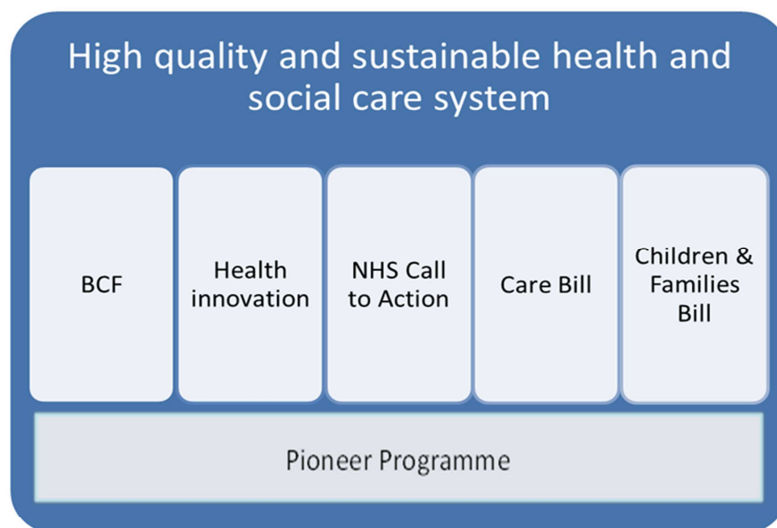 High quality and sustainable health and
social care system
BCF
Health
innovation
NHS Call
to Action
Care Bill
Children &
Families
Bill
Pioneer Programme